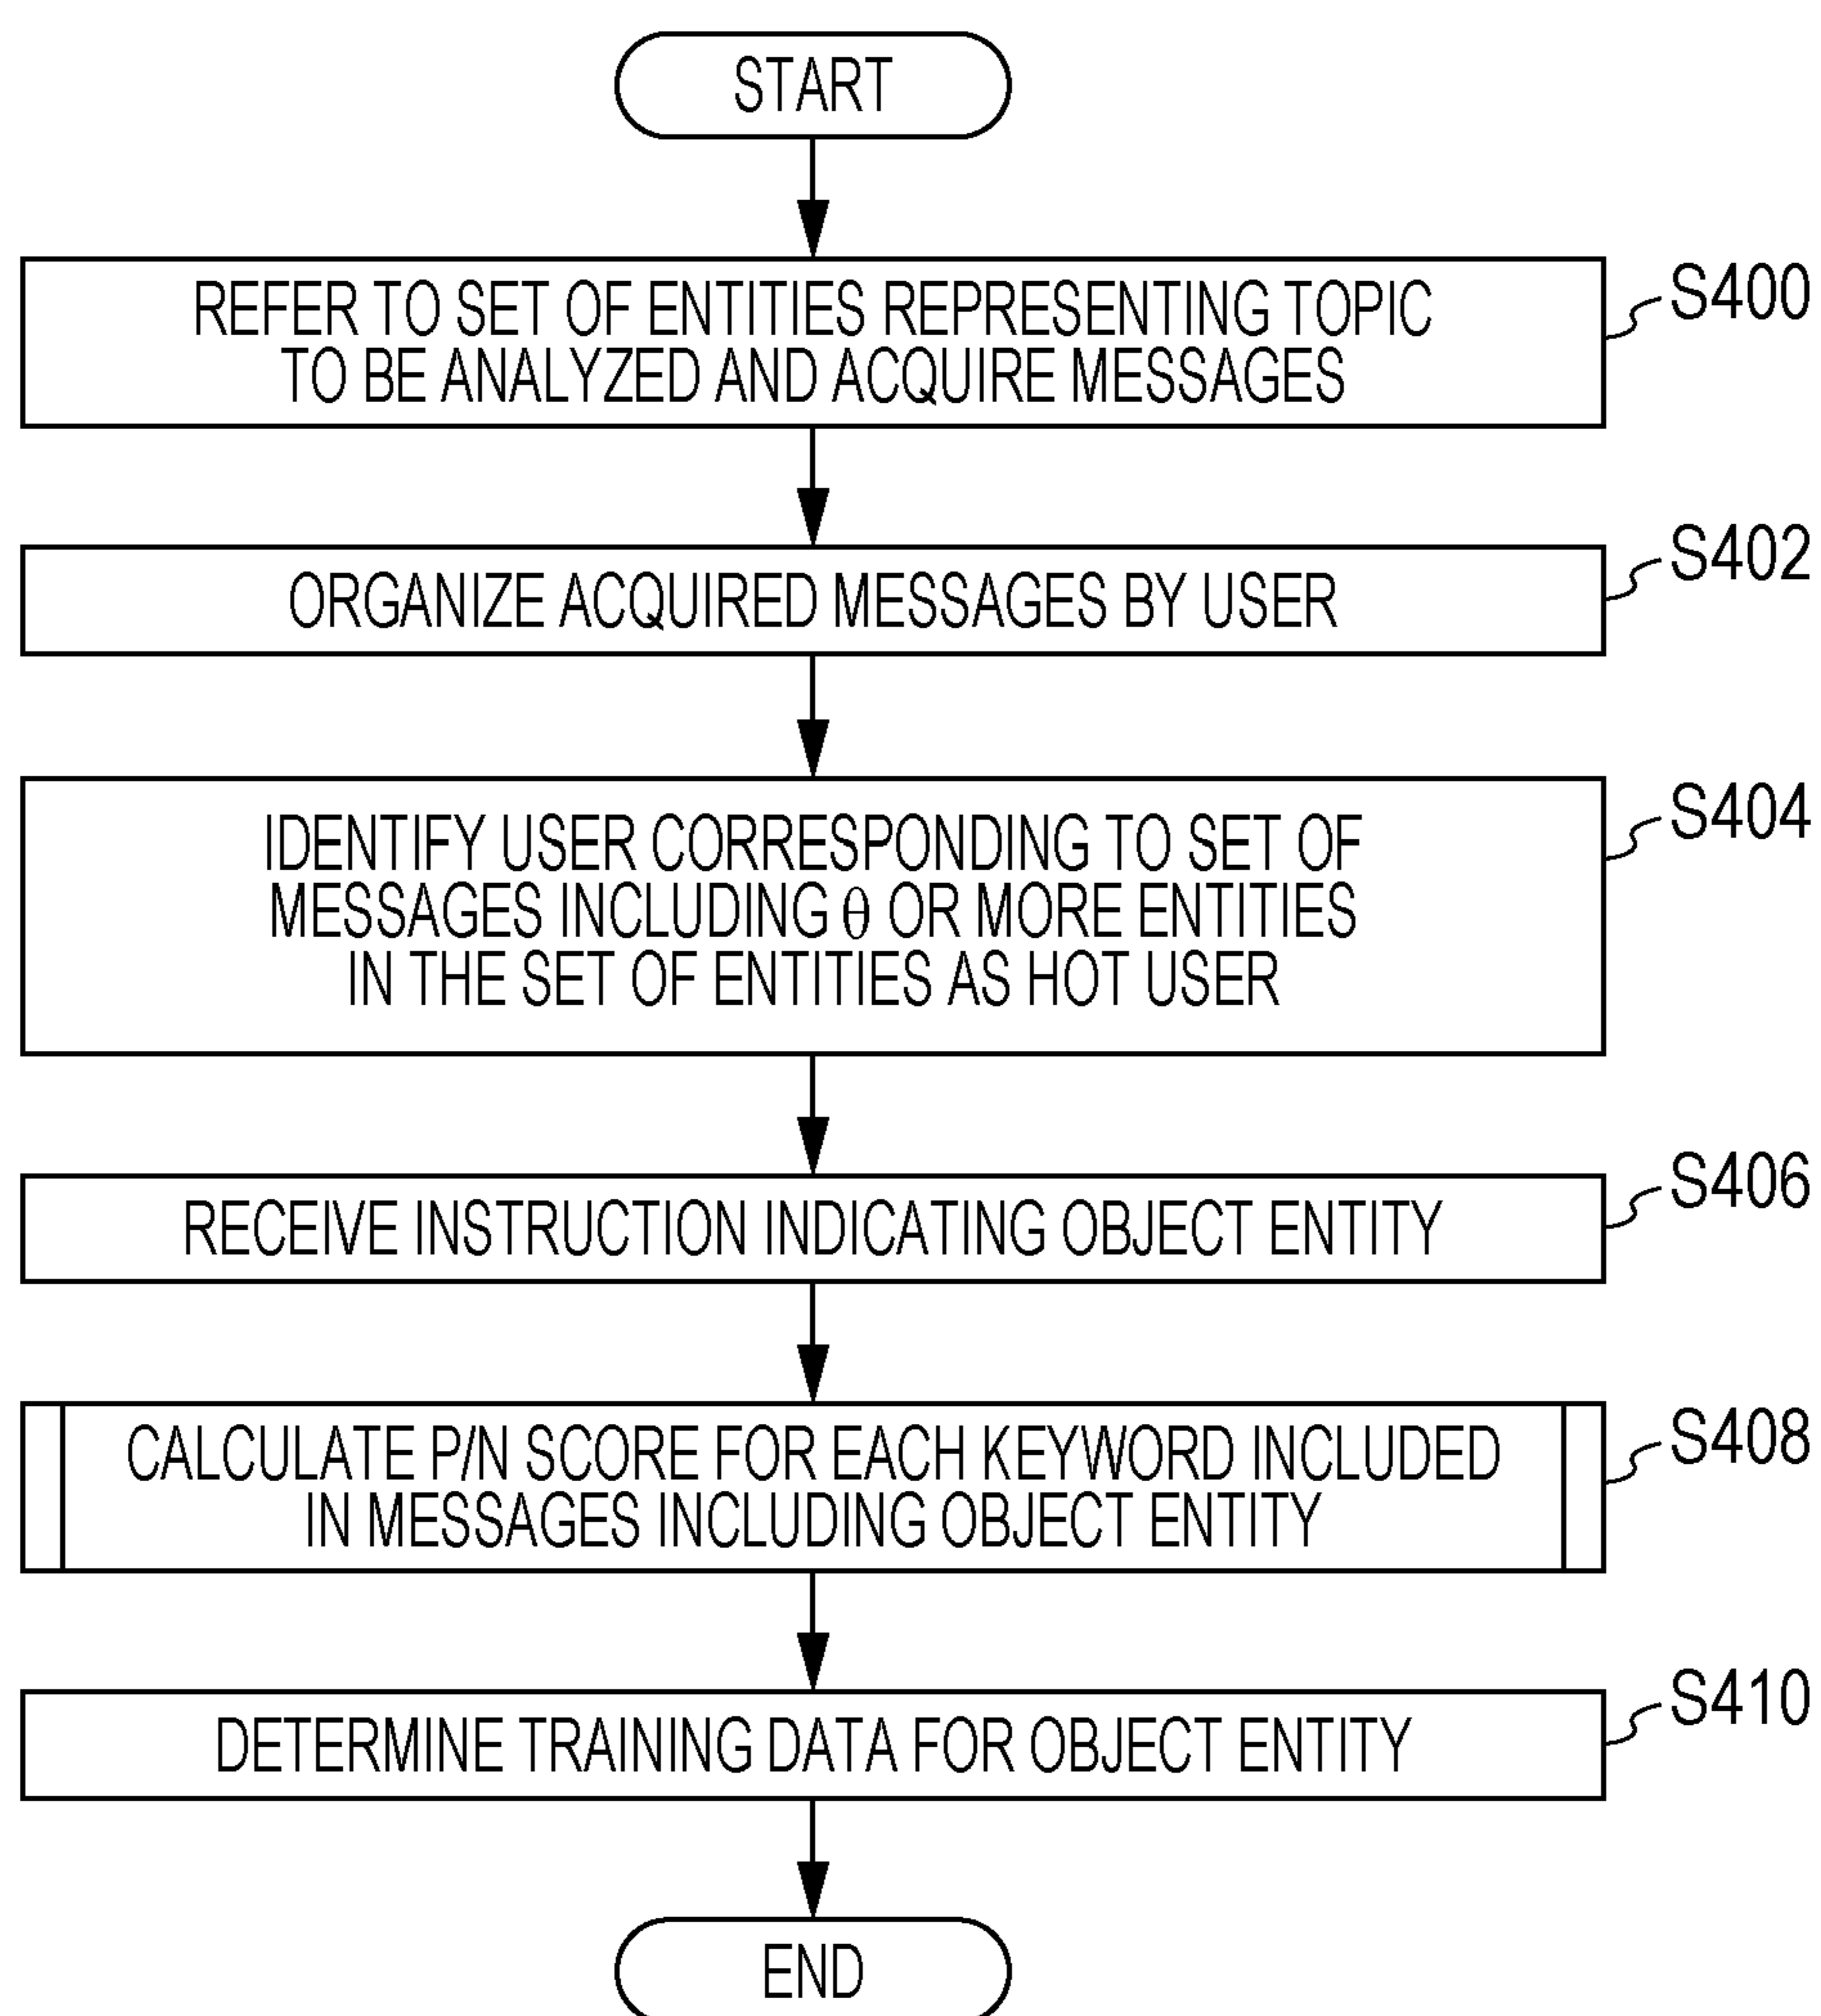 START
REFER TO SET OF ENTITIES REPRESENTING TOPIC
TO BE ANALYZED AND ACQUIRE MESSAGES
S400
ORGANIZE ACQUIRED MESSAGES BY USER
S402
IDENTIFY USER CORRESPONDING TO SET OF
MESSAGES INCLUDING θ OR MORE ENTITIES
IN THE SET OF ENTITIES AS HOT USER
S404
RECEIVE INSTRUCTION INDICATING OBJECT ENTITY
S406
CALCULATE P/N SCORE FOR EACH KEYWORD INCLUDED
IN MESSAGES INCLUDING OBJECT ENTITY
S408
DETERMINE TRAINING DATA FOR OBJECT ENTITY
S410
END